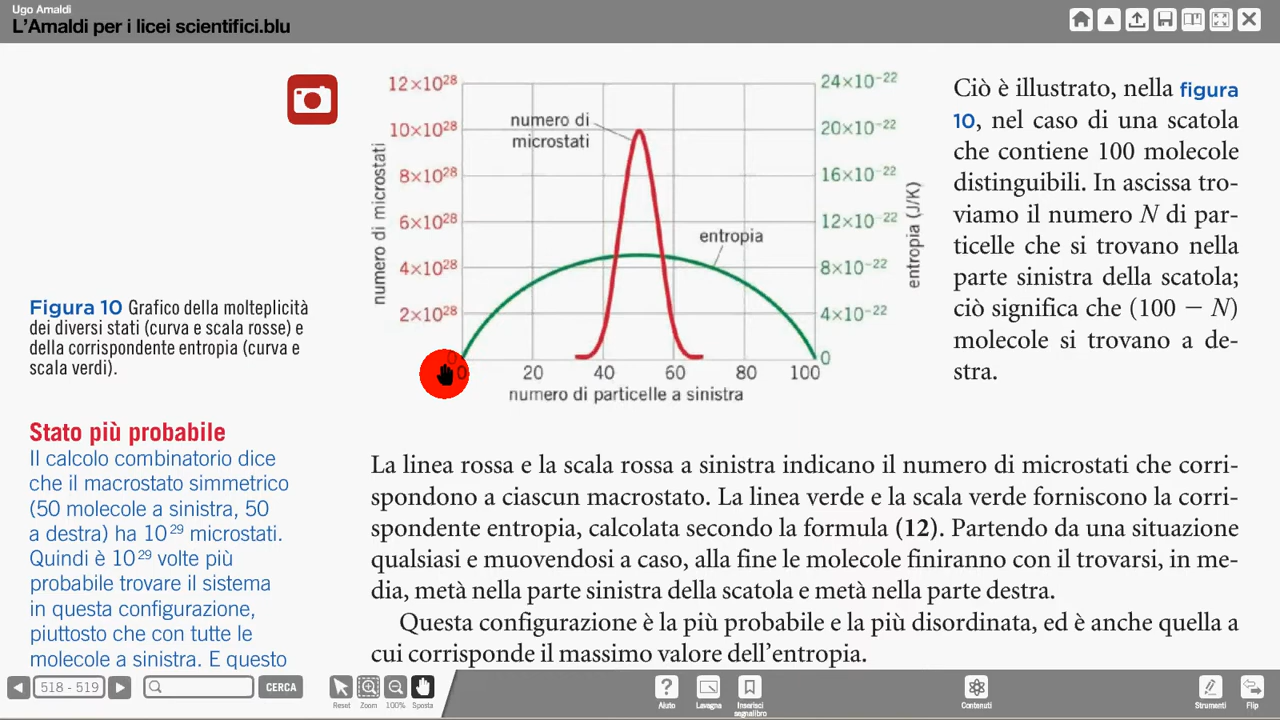 Ugo Amaldi
L'Amaldi per i licei scientifici.blu
12×10²⁸
10×10²⁸
8×10²⁸
6×10²⁸
4×10²⁸
2×10²⁸
0
numero di microstati
numero di
microstati
entropia
24×10⁻²²
20×10⁻²²
16×10⁻²²
12×10⁻²²
8×10⁻²²
4×10⁻²²
0
entropia (J/K)
0 20 40 60 80 100
numero di particelle a sinistra
Figura 10 Grafico della molteplicità
dei diversi stati (curva e scala rosse) e
della corrispondente entropia (curva e
scala verdi).
Stato più probabile
Il calcolo combinatorio dice
che il macrostato simmetrico
(50 molecole a sinistra, 50
a destra) ha 10²⁹ microstati.
Quindi è 10²⁹ volte più
probabile trovare il sistema
in questa configurazione,
piuttosto che con tutte le
molecole a sinistra. E questo
Ciò è illustrato, nella figura
10, nel caso di una scatola
che contiene 100 molecole
distinguibili. In ascissa tro-
viamo il numero N di par-
ticelle che si trovano nella
parte sinistra della scatola;
ciò significa che (100 − N)
molecole si trovano a de-
stra.
La linea rossa e la scala rossa a sinistra indicano il numero di microstati che corri-
spondono a ciascun macrostato. La linea verde e la scala verde forniscono la corri-
spondente entropia, calcolata secondo la formula (12). Partendo da una situazione
qualsiasi e muovendosi a caso, alla fine le molecole finiranno con il trovarsi, in me-
dia, metà nella parte sinistra della scatola e metà nella parte destra.
Questa configurazione è la più probabile e la più disordinata, ed è anche quella a
cui corrisponde il massimo valore dell'entropia.
518 - 519
CERCA
Reset
Zoom
100%
Sposta
Aiuto
Lavagna
Inserisci
segnalibro
Contenuti
Strumenti
Flip